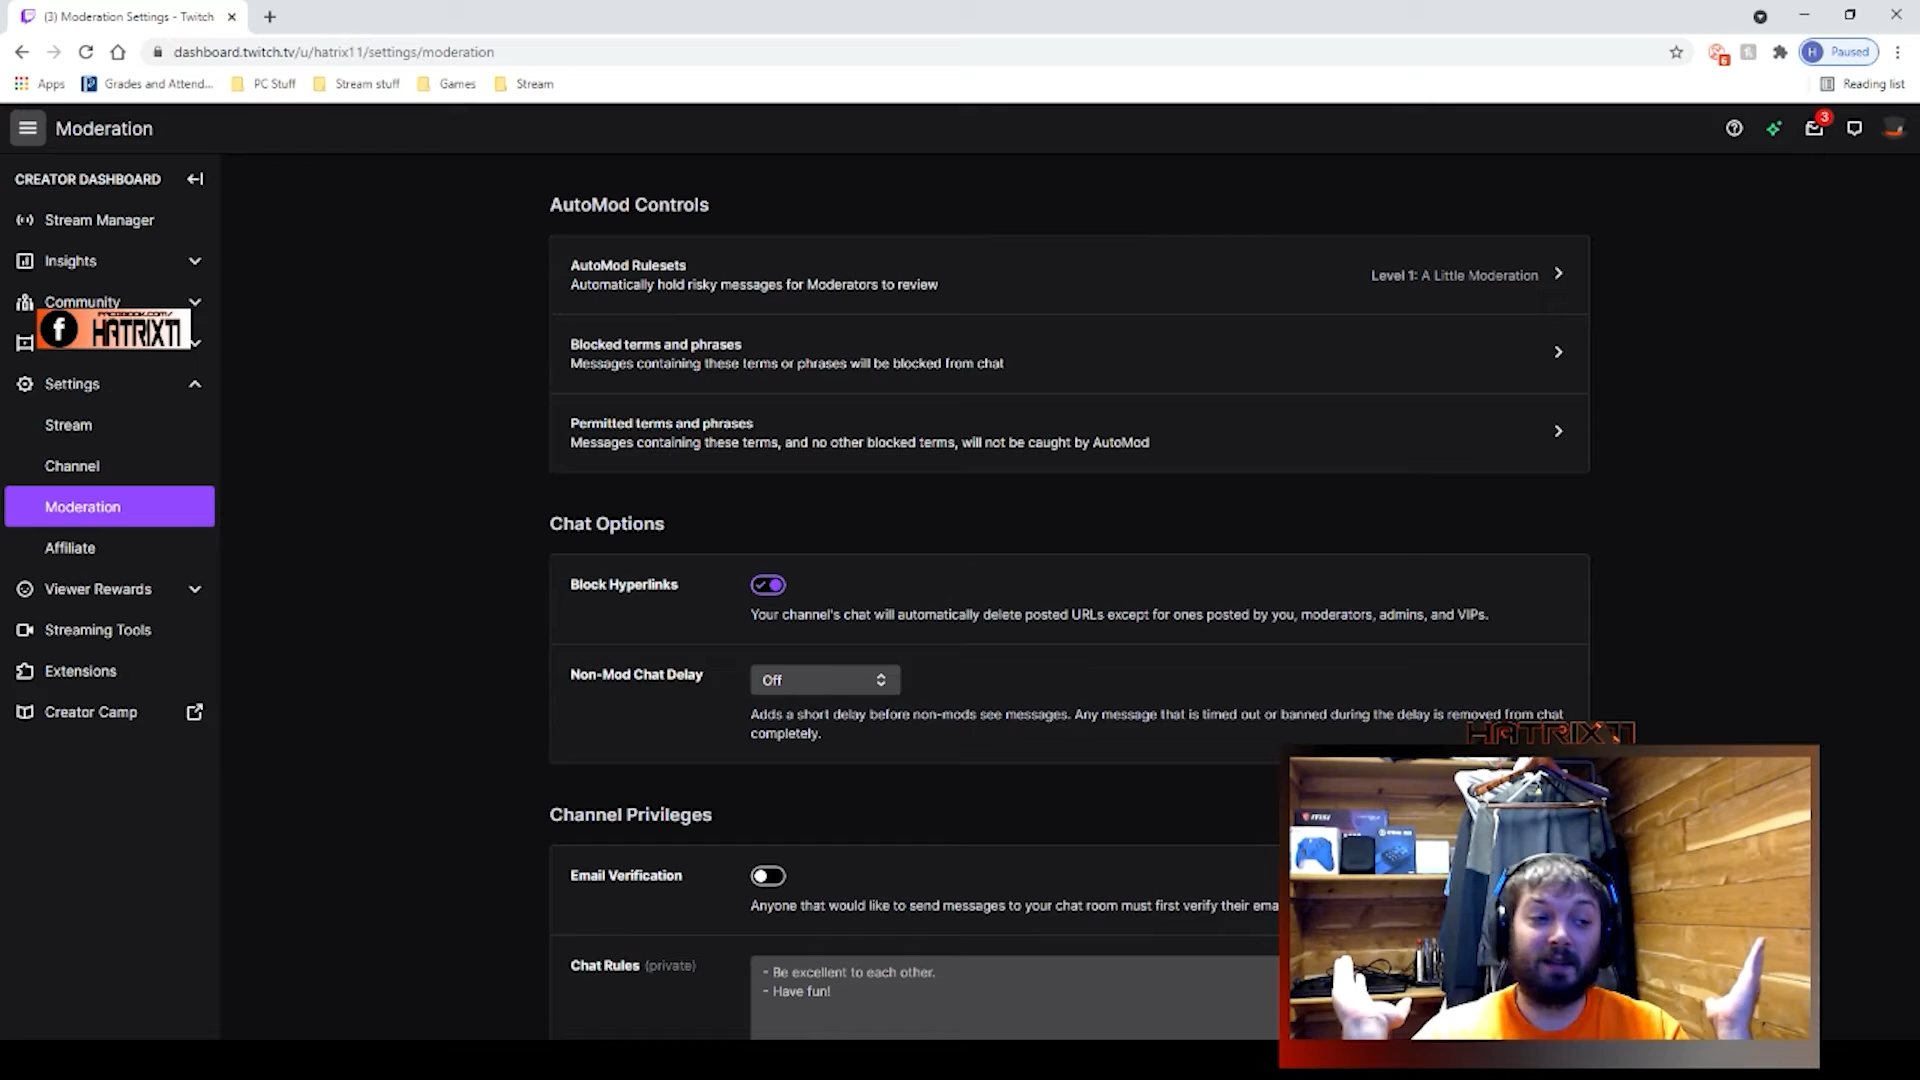 (3) Moderation Settings - Twitch
dashboard.twitch.tv/u/hatrix11/settings/moderation
6
H Paused
Apps
Grades and Attend...
PC Stuff
Stream stuff
Games
Stream
Reading list
Moderation
3
CREATOR DASHBOARD
Stream Manager
Insights
Community
FACEBOOK.COM/
f HATRIX11
Settings
Stream
Channel
Moderation
Affiliate
Viewer Rewards
Streaming Tools
Extensions
Creator Camp
AutoMod Controls
AutoMod Rulesets
Automatically hold risky messages for Moderators to review
Level 1: A Little Moderation
Blocked terms and phrases
Messages containing these terms or phrases will be blocked from chat
Permitted terms and phrases
Messages containing these terms, and no other blocked terms, will not be caught by AutoMod
Chat Options
Block Hyperlinks
Your channel's chat will automatically delete posted URLs except for ones posted by you, moderators, admins, and VIPs.
Non-Mod Chat Delay
Off
Adds a short delay before non-mods see messages. Any message that is timed out or banned during the delay is removed from chat
completely.
Channel Privileges
Email Verification
Anyone that would like to send messages to your chat room must first verify their ema
Chat Rules (private)
- Be excellent to each other.
- Have fun!
HATRIX11
msi